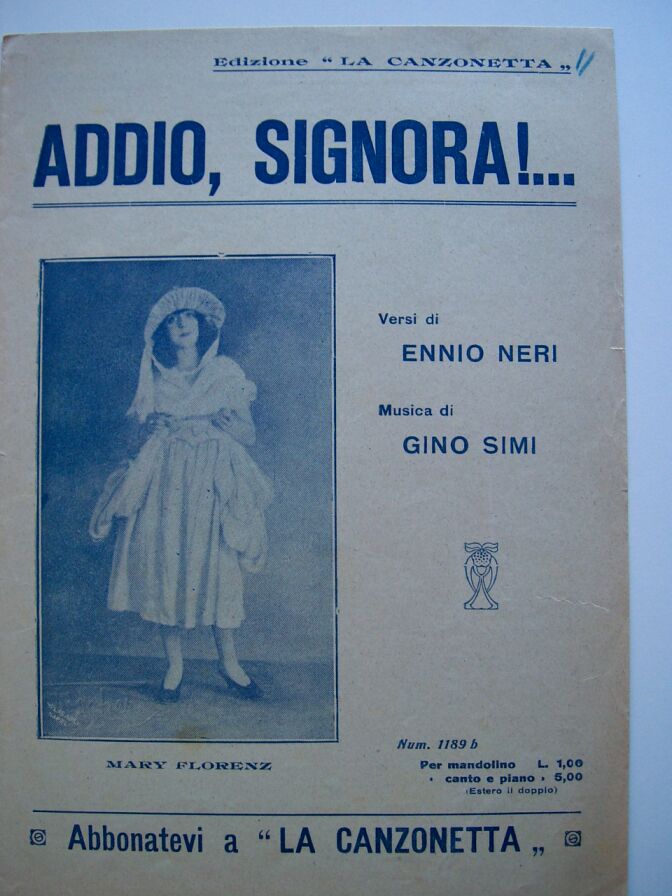 Edizione “ LA CANZONETTA „ 11
ADDIO, SIGNORA!...
Versi di
ENNIO NERI
Musica di
GINO SIMI
MARY FLORENZ
Num. 1189 b
Per mandolino L. 1,00
« canto e piano » 5,00
(Estero il doppio)
Abbonatevi a “ LA CANZONETTA „